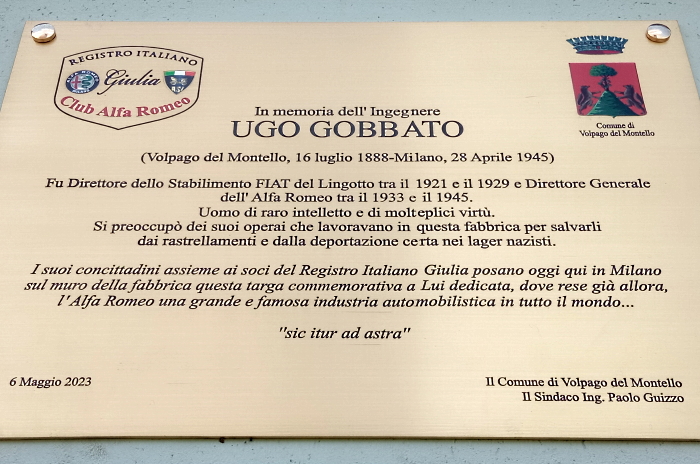 REGISTRO ITALIANO
Giulia
Club Alfa Romeo
Comune di
Volpago del Montello
In memoria dell' Ingegnere
UGO GOBBATO
(Volpago del Montello, 16 luglio 1888-Milano, 28 Aprile 1945)
Fu Direttore dello Stabilimento FIAT del Lingotto tra il 1921 e il 1929 e Direttore Generale
dell' Alfa Romeo tra il 1933 e il 1945.
Uomo di raro intelletto e di molteplici virtù.
Si preoccupò dei suoi operai che lavoravano in questa fabbrica per salvarli
dai rastrellamenti e dalla deportazione certa nei lager nazisti.
I suoi concittadini assieme ai soci del Registro Italiano Giulia posano oggi qui in Milano
sul muro della fabbrica questa targa commemorativa a Lui dedicata, dove rese già allora,
l'Alfa Romeo una grande e famosa industria automobilistica in tutto il mondo...
"sic itur ad astra"
6 Maggio 2023
Il Comune di Volpago del Montello
Il Sindaco Ing. Paolo Guizzo